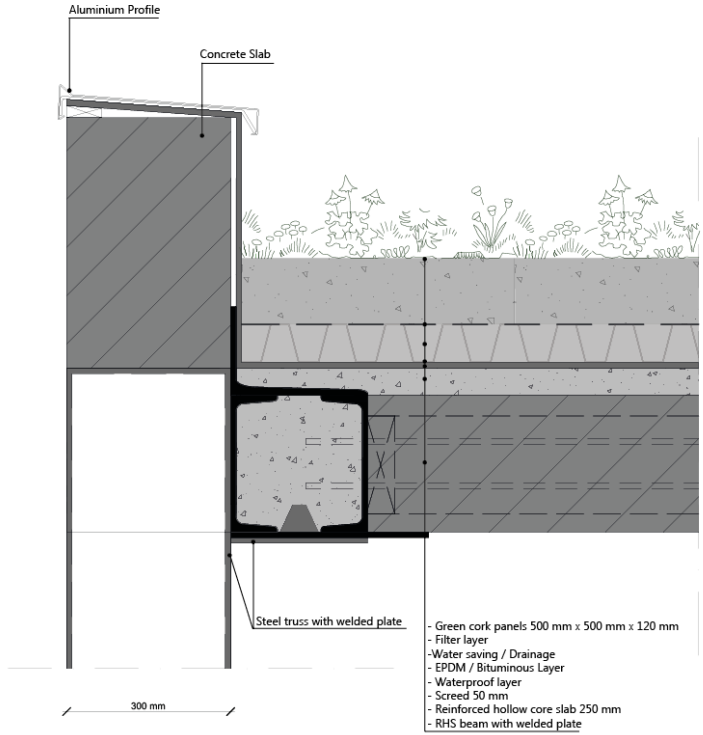 Aluminium Profile
Concrete Slab
Steel truss with welded plate
- Green cork panels 500 mm x 500 mm x 120 mm
- Filter layer
-Water saving / Drainage
- EPDM / Bituminous Layer
- Waterproof layer
- Screed 50 mm
- Reinforced hollow core slab 250 mm
- RHS beam with welded plate
300 mm